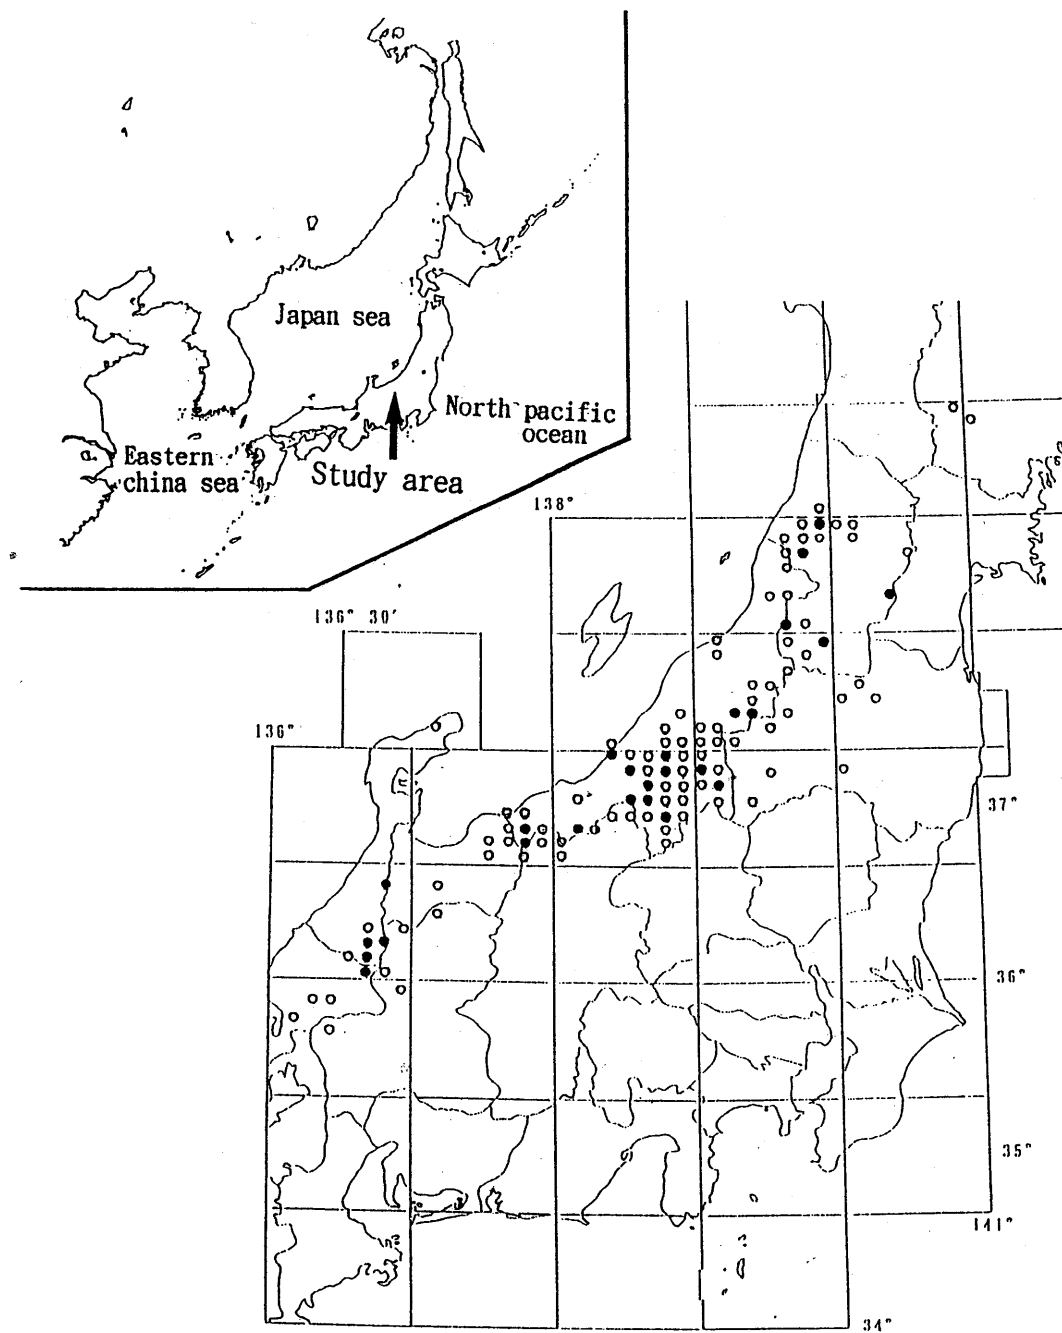 Japan sea
North pacific
ocean
Eastern
china sea
Study area
138°
136° 30'
136°
37°
36°
35°
141°
34°